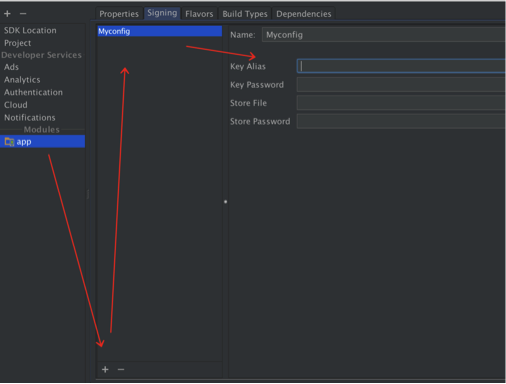 Properties Signing Flavors Build Types Dependencies
SDK Location
Project
Developer Services
Ads
Analytics
Authentication
Cloud
Notifications
Modules
app
Myconfig
Name: Myconfig
Key Alias
Key Password
Store File
Store Password